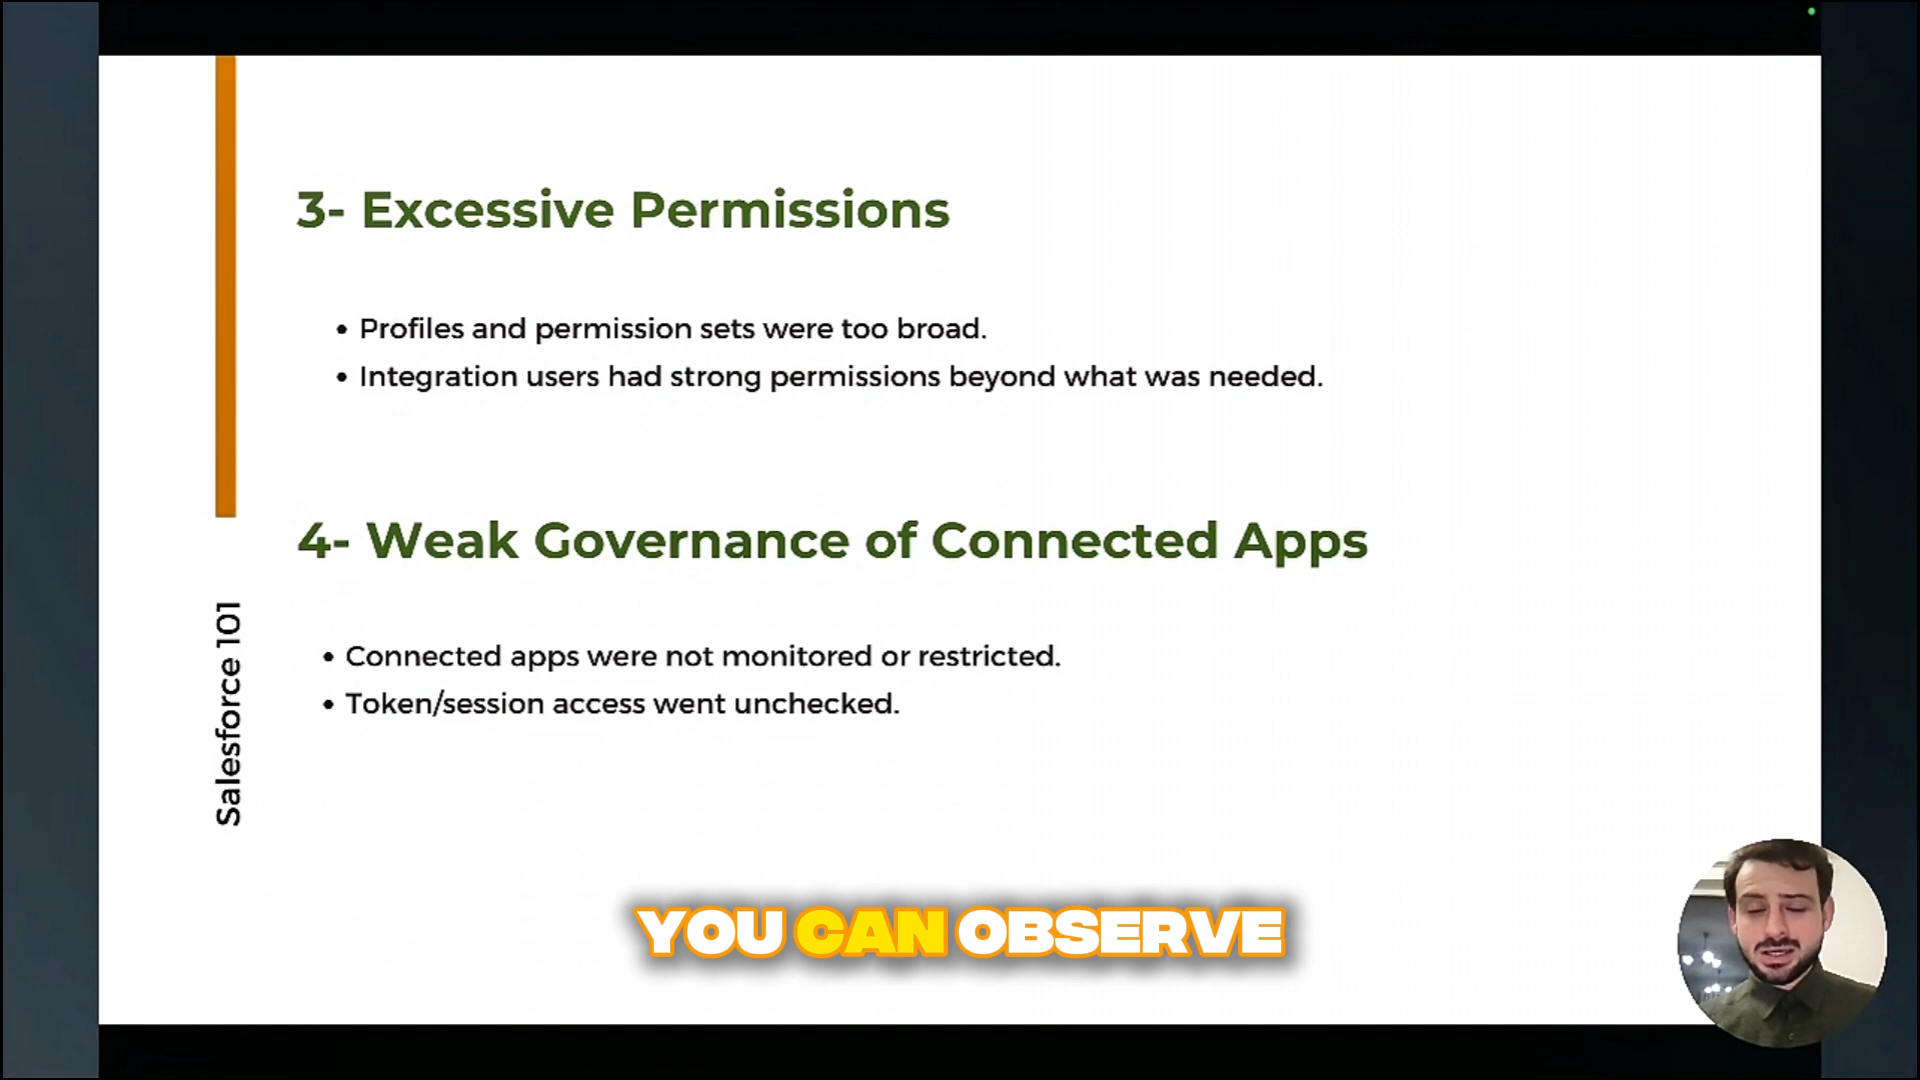 3- Excessive Permissions
• Profiles and permission sets were too broad.
• Integration users had strong permissions beyond what was needed.
4- Weak Governance of Connected Apps
• Connected apps were not monitored or restricted.
• Token/session access went unchecked.
Salesforce 101
YOU CAN OBSERVE